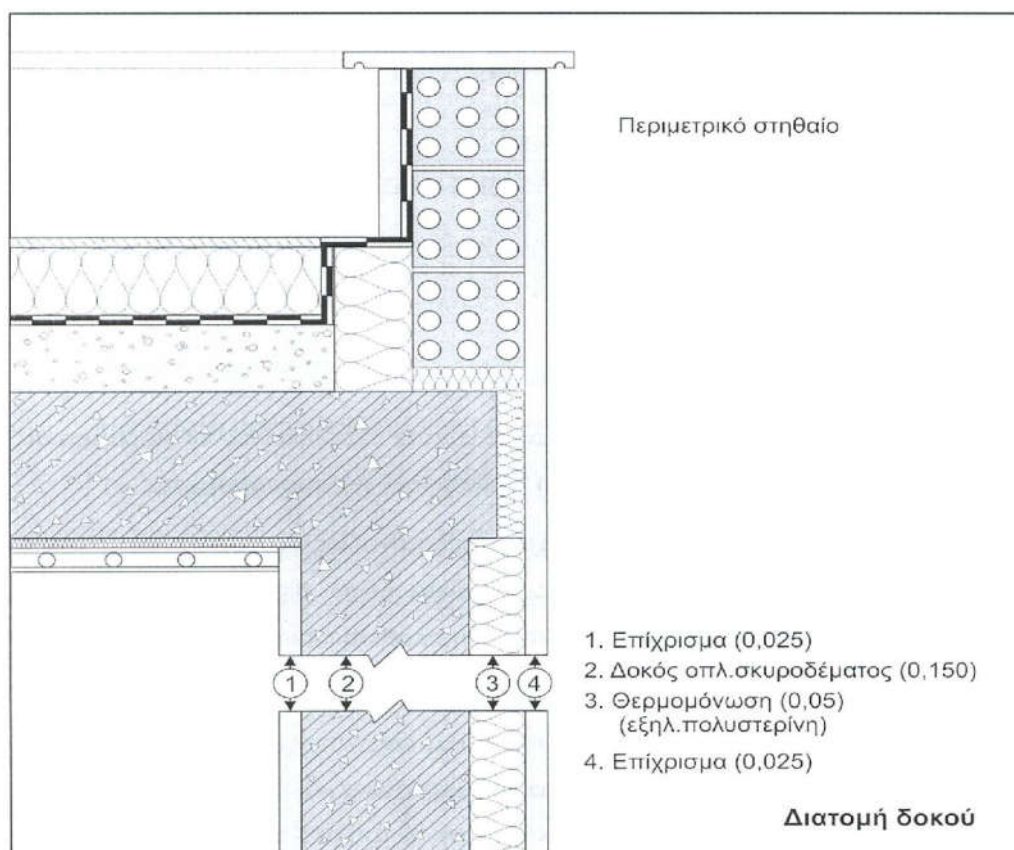 Περιμετρικό στηθαίο
1. Επίχρισμα (0,025)
2. Δοκός οπλ.σκυροδέματος (0,150)
3. Θερμομόνωση (0,05)
(εξηλ.πολυστερίνη)
4. Επίχρισμα (0,025)
1 2 3 4
Διατομή δοκού